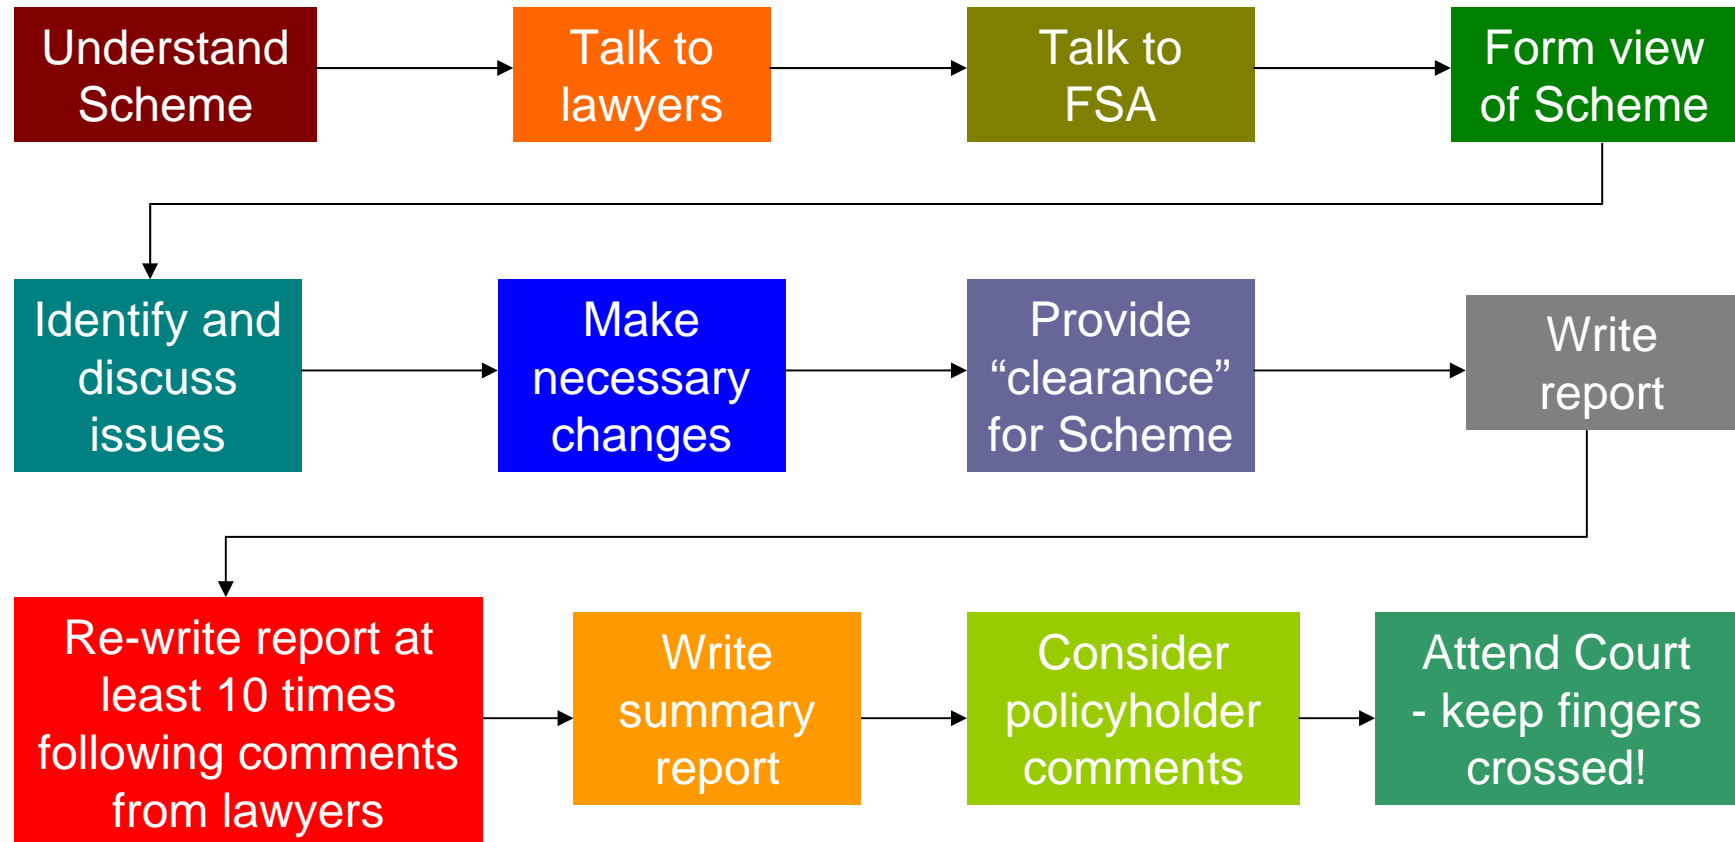 Understand
Scheme
Talk to
lawyers
Talk to
FSA
Form view
of Scheme
Identify and
discuss
issues
Make
necessary
changes
Provide
“clearance”
for Scheme
Write
report
Re-write report at
least 10 times
following comments
from lawyers
Write
summary
report
Consider
policyholder
comments
Attend Court
- keep fingers
crossed!